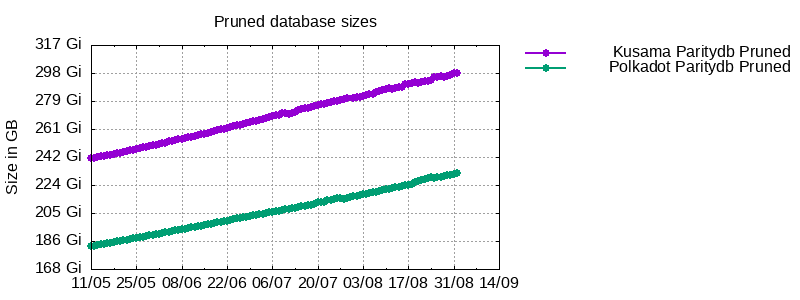 Pruned database sizes
317 Gi
298 Gi
279 Gi
261 Gi
242 Gi
224 Gi
205 Gi
186 Gi
168 Gi
Size in GB
11/05 25/05 08/06 22/06 06/07 20/07 03/08 17/08 31/08 14/09
Kusama Paritydb Pruned
Polkadot Paritydb Pruned